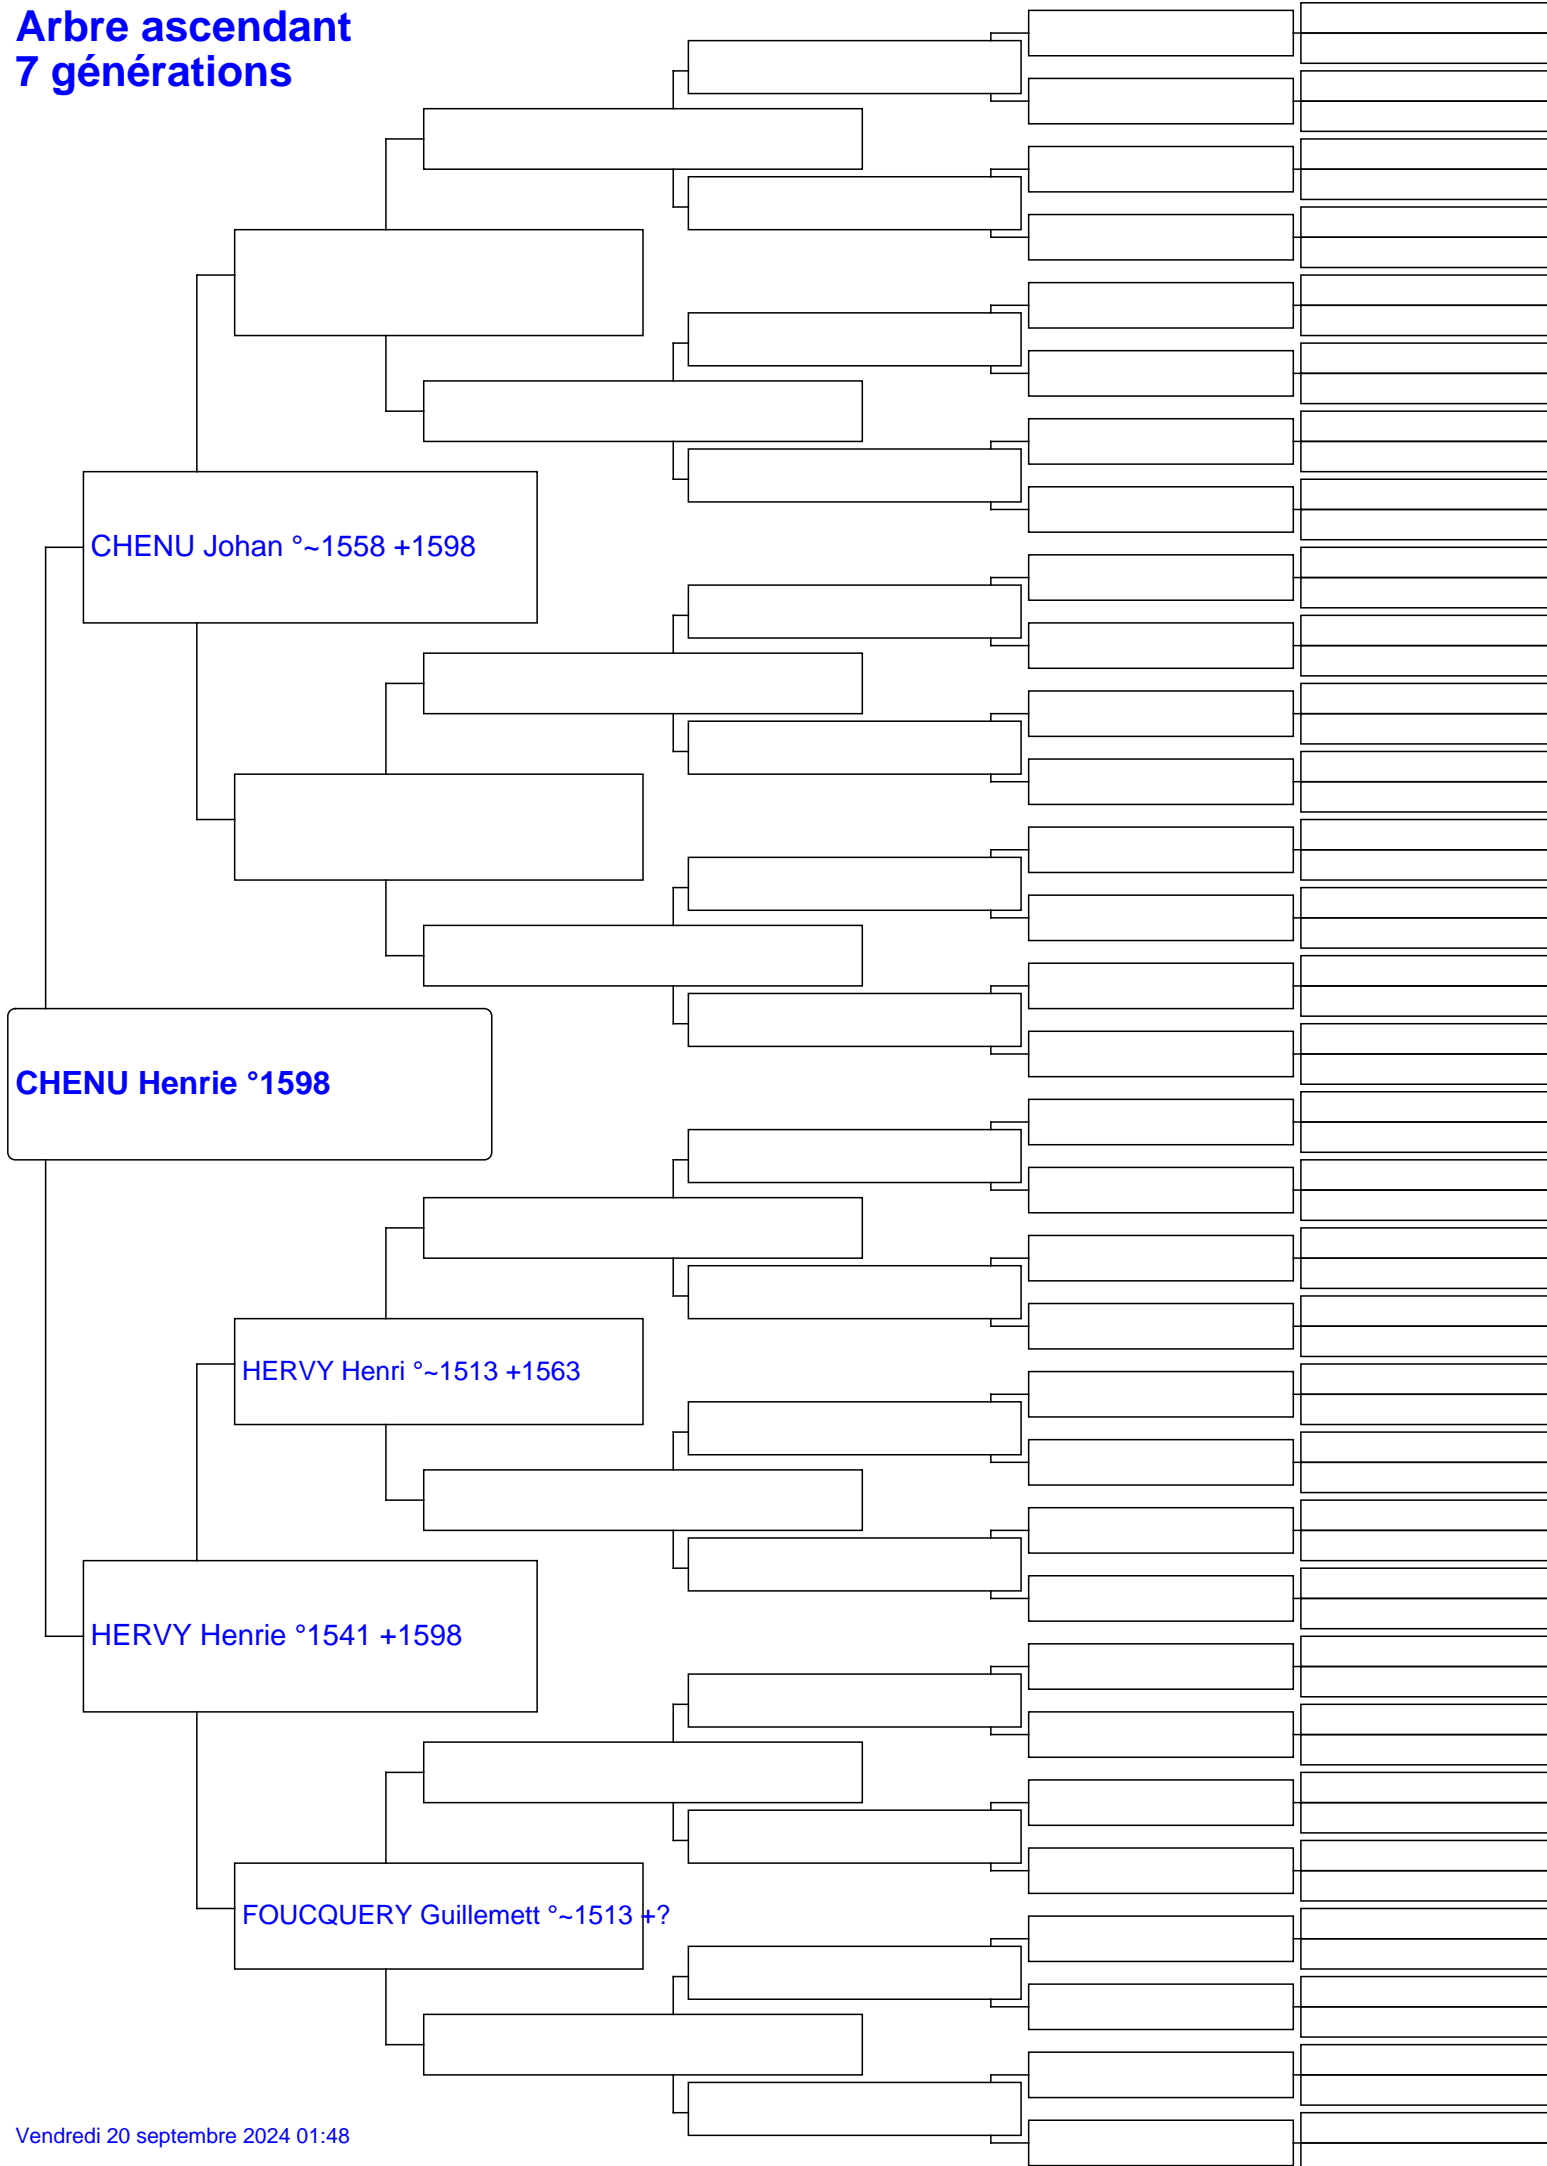 Arbre ascendant
7 générations
CHENU Johan °~1558 +1598
CHENU Henrie °1598
HERVY Henri °~1513 +1563
HERVY Henrie °1541 +1598
FOUCQUERY Guillemett °~1513 +?
Vendredi 20 septembre 2024 01:48